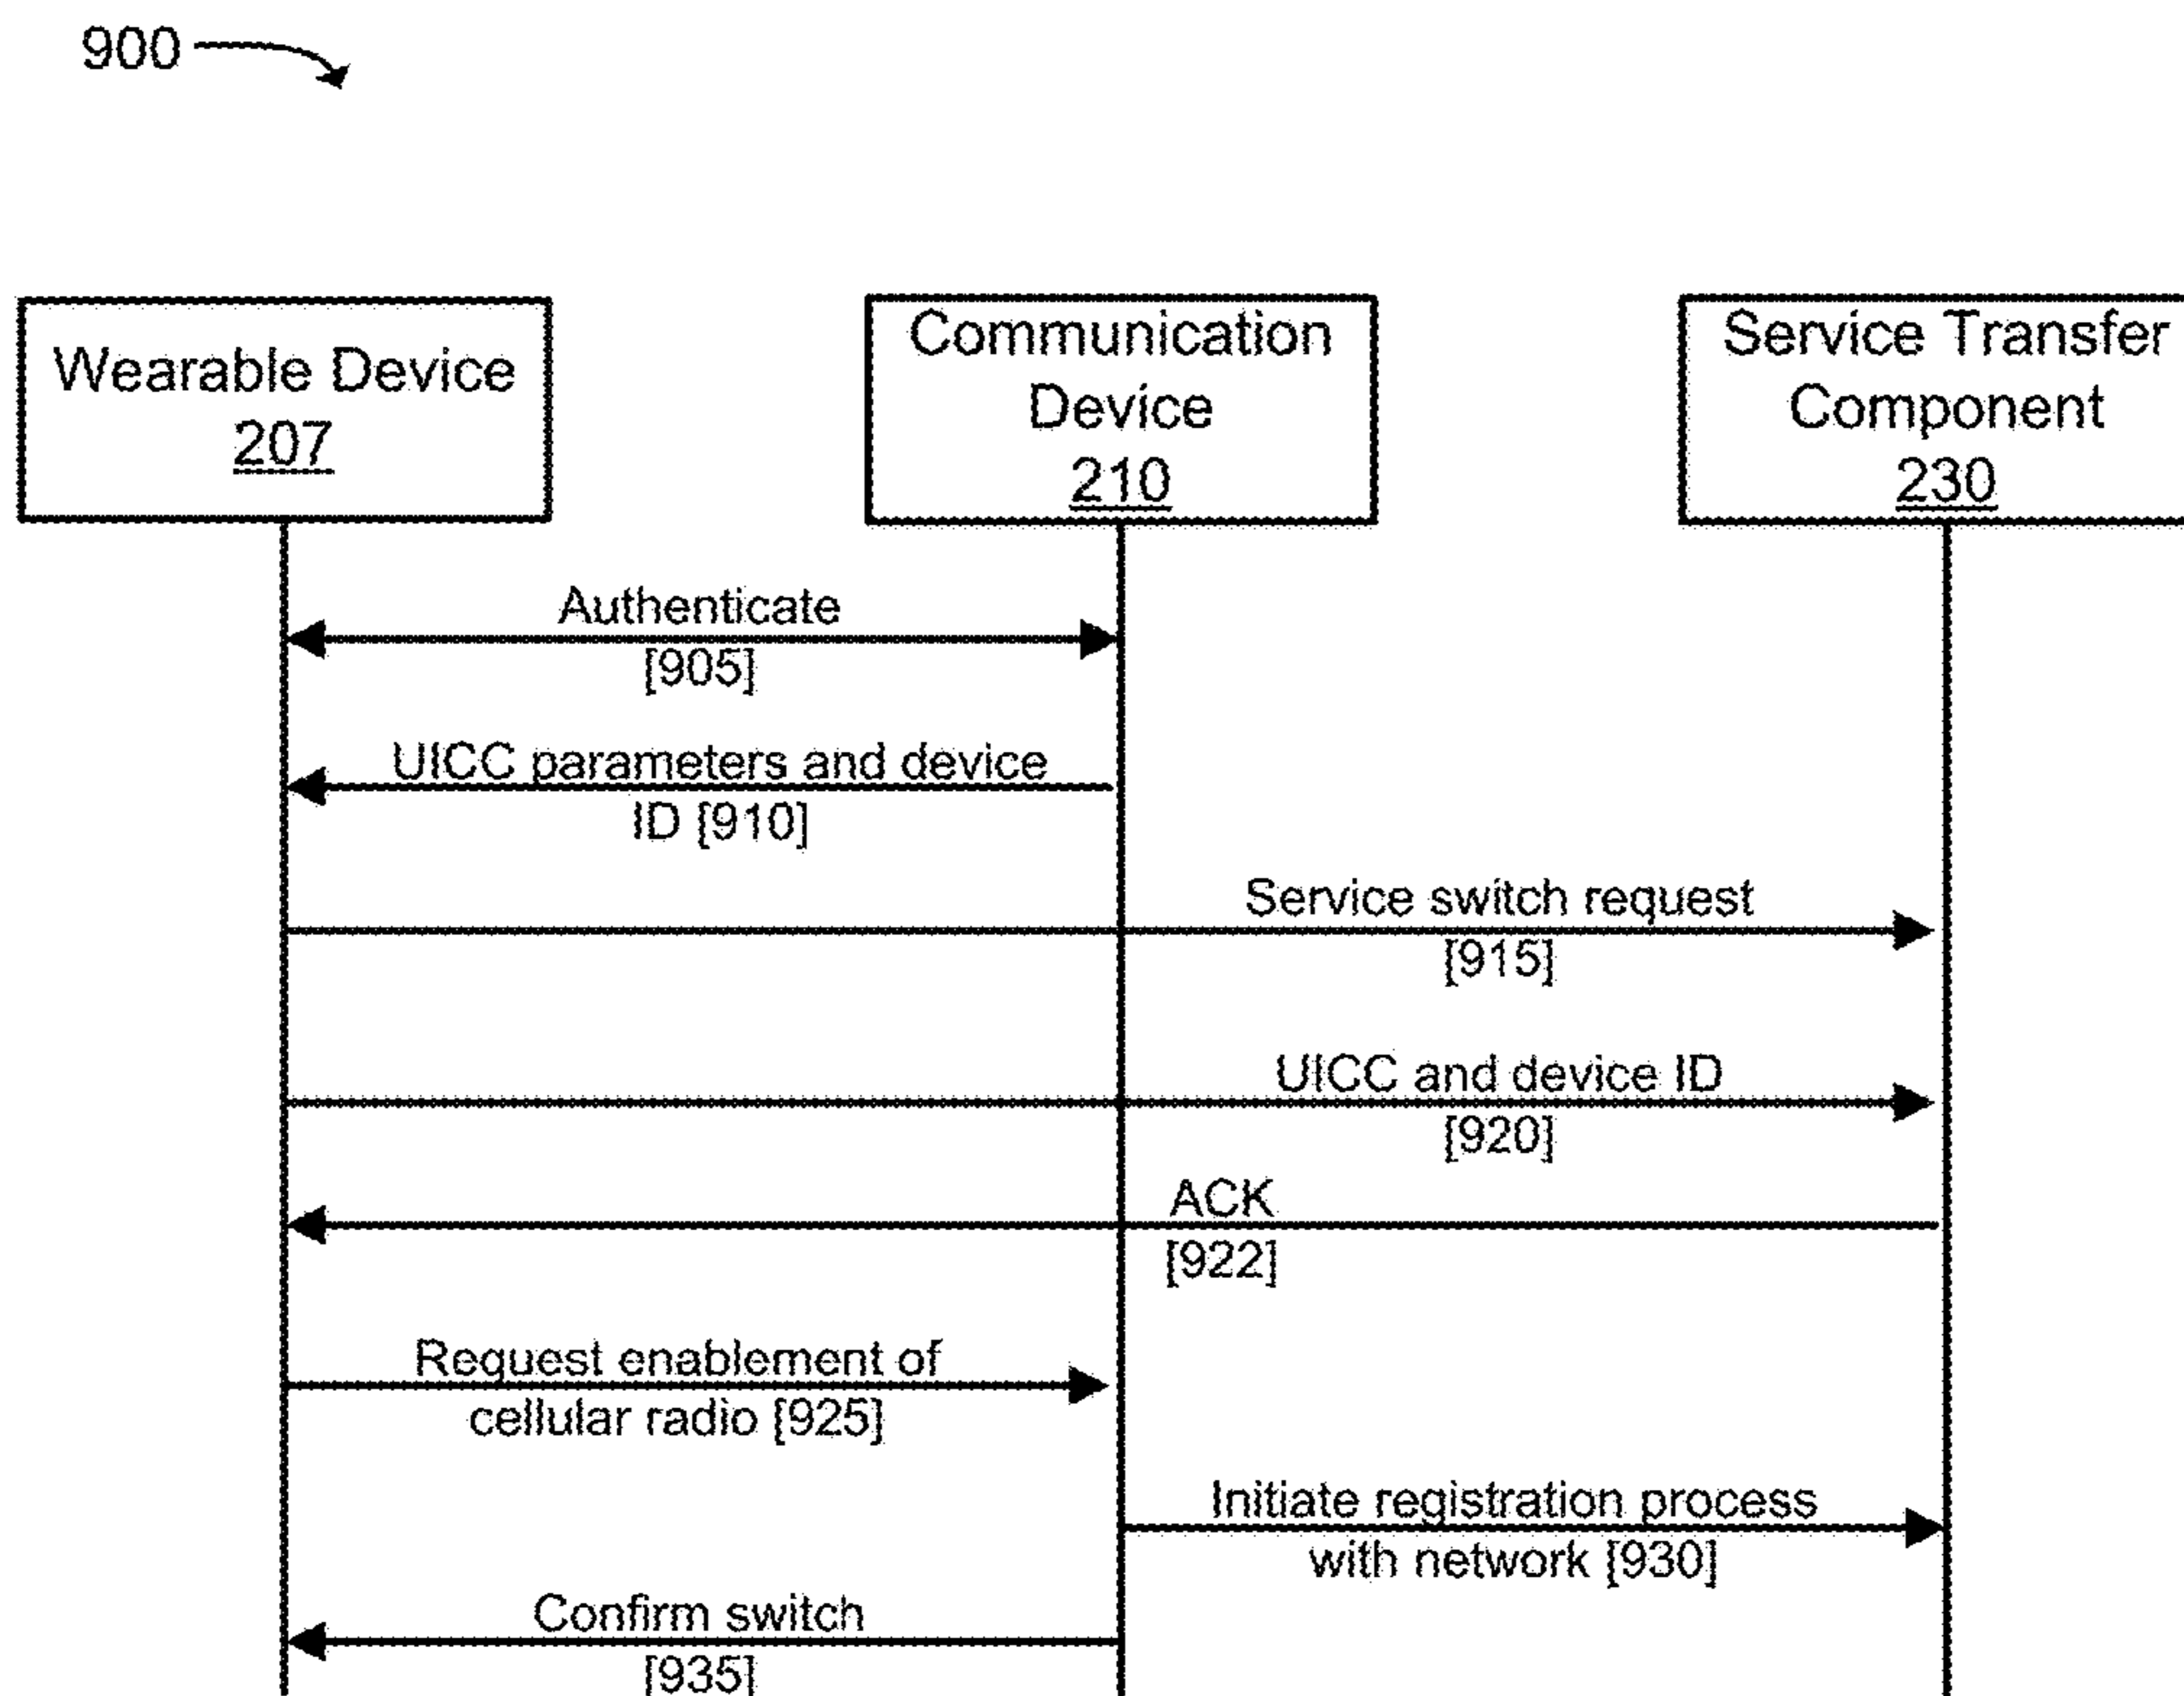 900
Wearable Device
207
Communication
Device
210
Service Transfer
Component
230
Authenticate
[905]
UICC parameters and device
ID [910]
Service switch request
[915]
UICC and device ID
[920]
ACK
[922]
Request enablement of
cellular radio [925]
Initiate registration process
with network [930]
Confirm switch
[935]